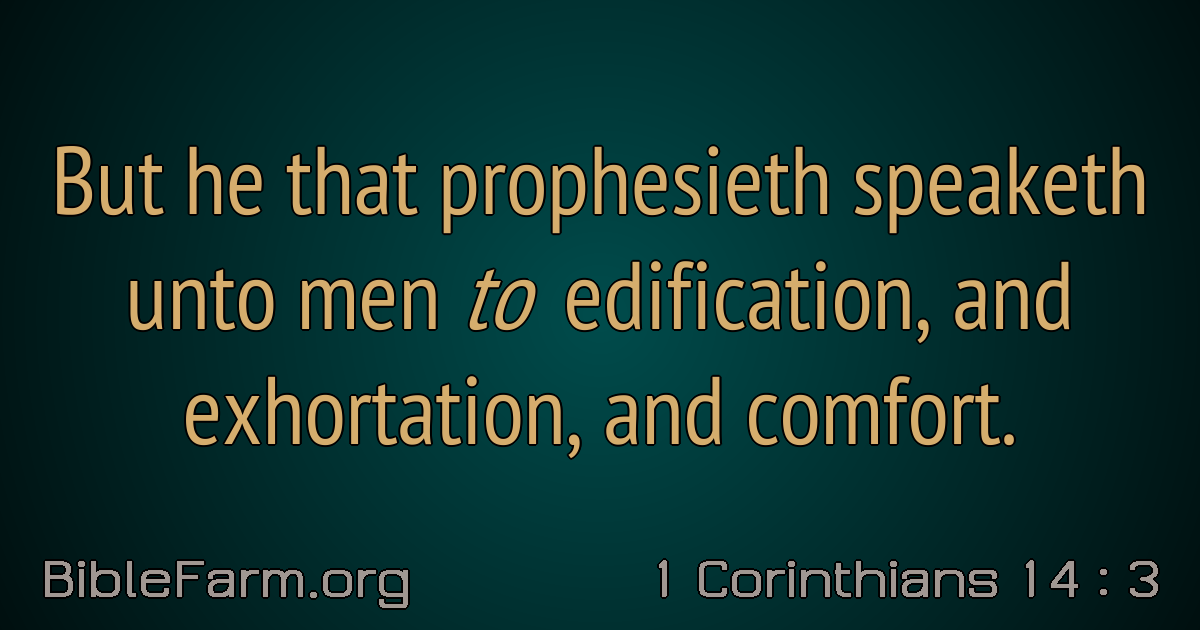 But he that prophesieth speaketh
unto men to edification, and
exhortation, and comfort.
BibleFarm.org
1 Corinthians 14 : 3